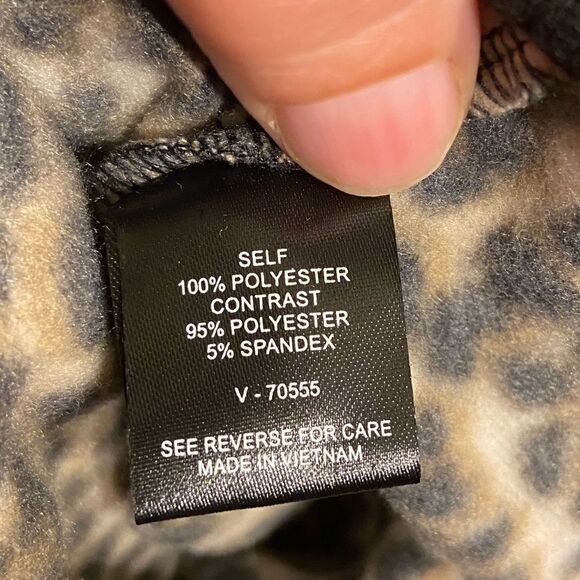 SELF
100% POLYESTER
CONTRAST
95% POLYESTER
5% SPANDEX
V - 70555
SEE REVERSE FOR CARE
MADE IN VIETNAM